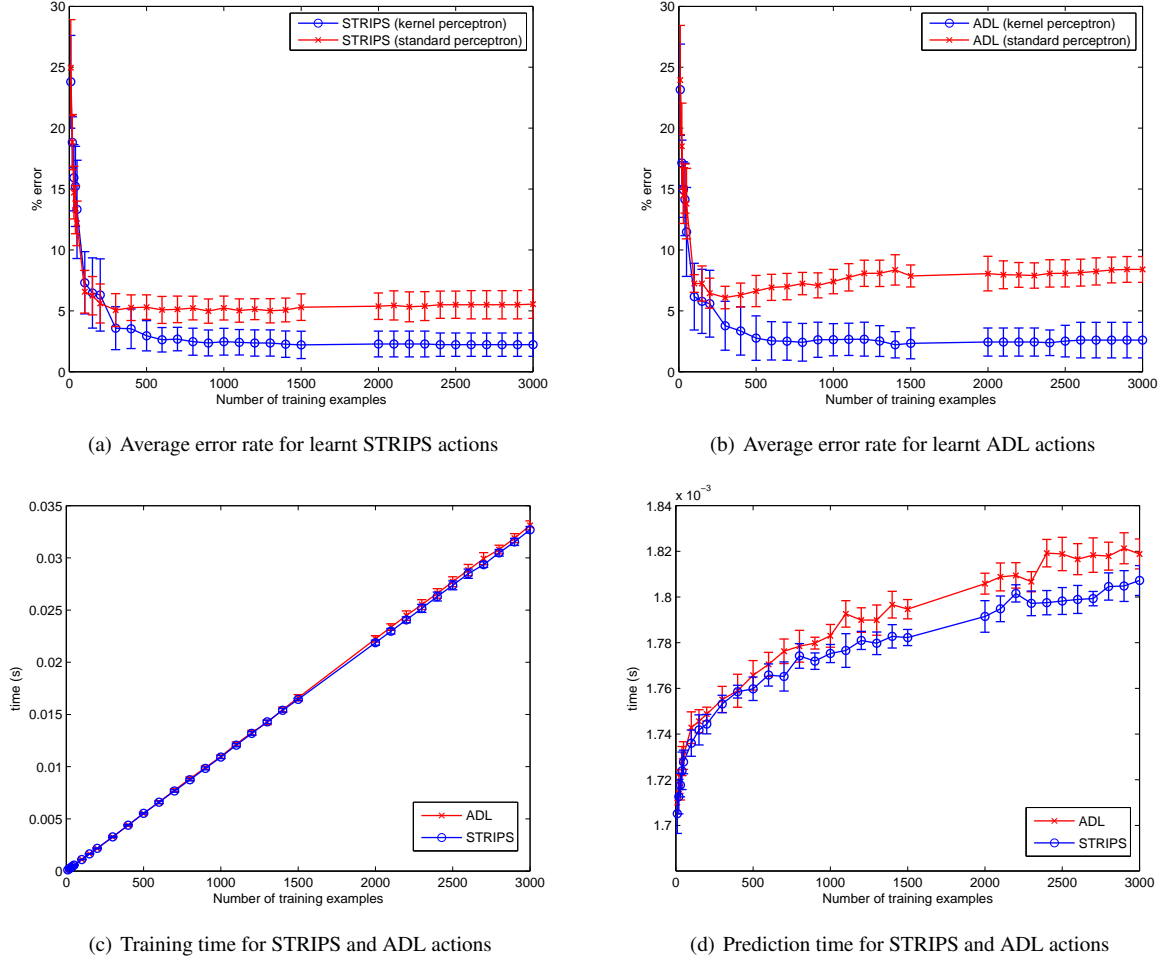 STRIPS (kernel perceptron)
STRIPS (standard perceptron)
% error
30
25
20
15
10
5
0
0 500 1000 1500 2000 2500 3000
Number of training examples
(a) Average error rate for learnt STRIPS actions
ADL (kernel perceptron)
ADL (standard perceptron)
% error
30
25
20
15
10
5
0
0 500 1000 1500 2000 2500 3000
Number of training examples
(b) Average error rate for learnt ADL actions
time (s)
0.035
0.03
0.025
0.02
0.015
0.01
0.005
0
ADL
STRIPS
0 500 1000 1500 2000 2500 3000
Number of training examples
(c) Training time for STRIPS and ADL actions
x 10⁻³
time (s)
1.84
1.82
1.8
1.78
1.76
1.74
1.72
1.7
ADL
STRIPS
0 500 1000 1500 2000 2500 3000
Number of training examples
(d) Prediction time for STRIPS and ADL actions